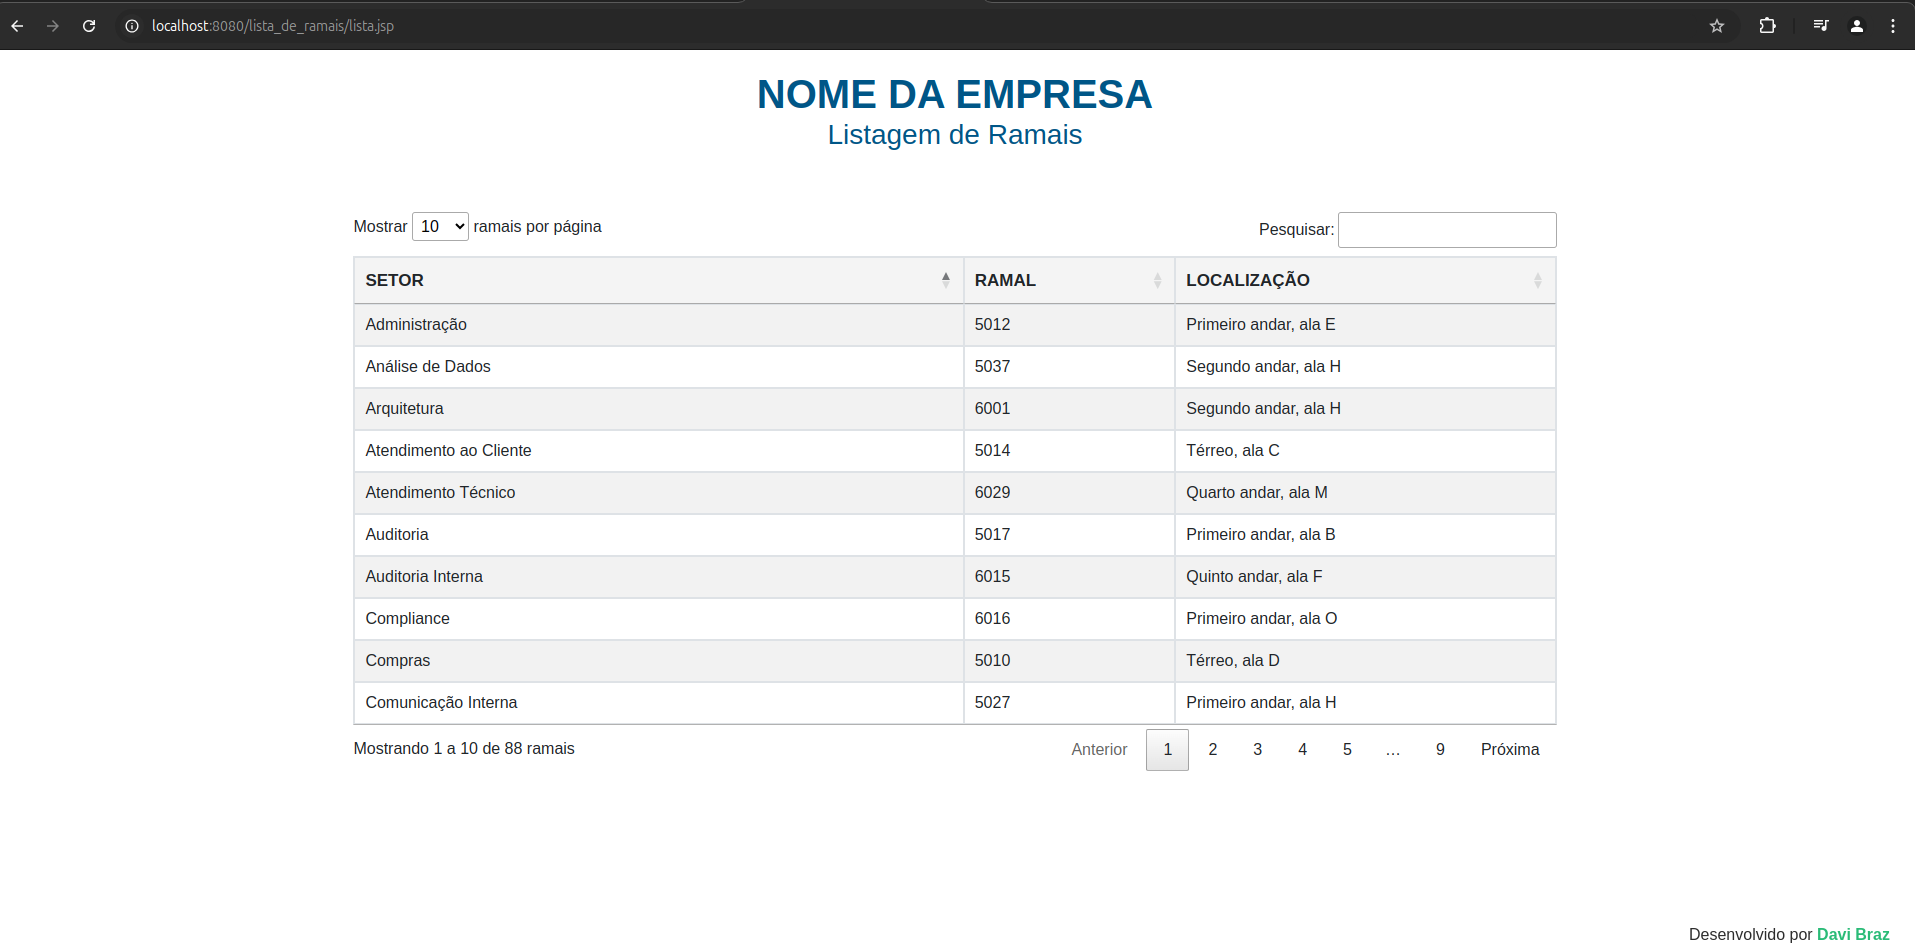 localhost:8080/lista_de_ramais/lista.jsp
NOME DA EMPRESA
Listagem de Ramais
Mostrar 10 ramais por página Pesquisar:
SETOR RAMAL LOCALIZAÇÃO
Administração 5012 Primeiro andar, ala E
Análise de Dados 5037 Segundo andar, ala H
Arquitetura 6001 Segundo andar, ala H
Atendimento ao Cliente 5014 Térreo, ala C
Atendimento Técnico 6029 Quarto andar, ala M
Auditoria 5017 Primeiro andar, ala B
Auditoria Interna 6015 Quinto andar, ala F
Compliance 6016 Primeiro andar, ala O
Compras 5010 Térreo, ala D
Comunicação Interna 5027 Primeiro andar, ala H
Mostrando 1 a 10 de 88 ramais Anterior 1 2 3 4 5 … 9 Próxima
Desenvolvido por Davi Braz